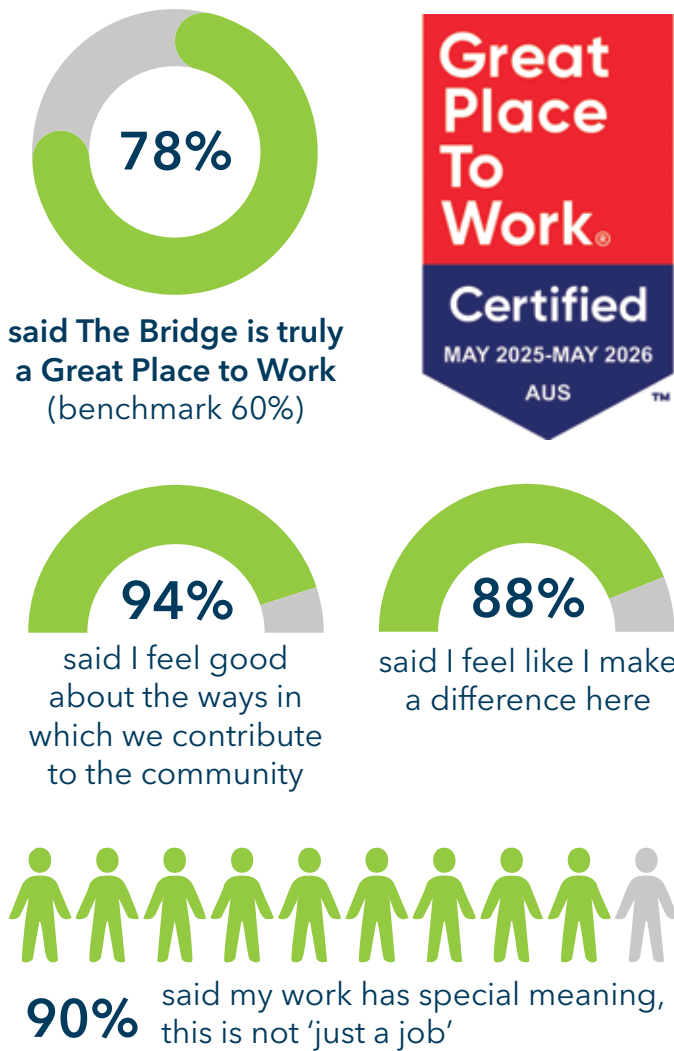 78%
said The Bridge is truly
a Great Place to Work
(benchmark 60%)
Great
Place
To
Work®
Certified
MAY 2025-MAY 2026
AUS
TM
94%
said I feel good
about the ways in
which we contribute
to the community
88%
said I feel like I make
a difference here
90%
said my work has special meaning,
this is not ‘just a job’